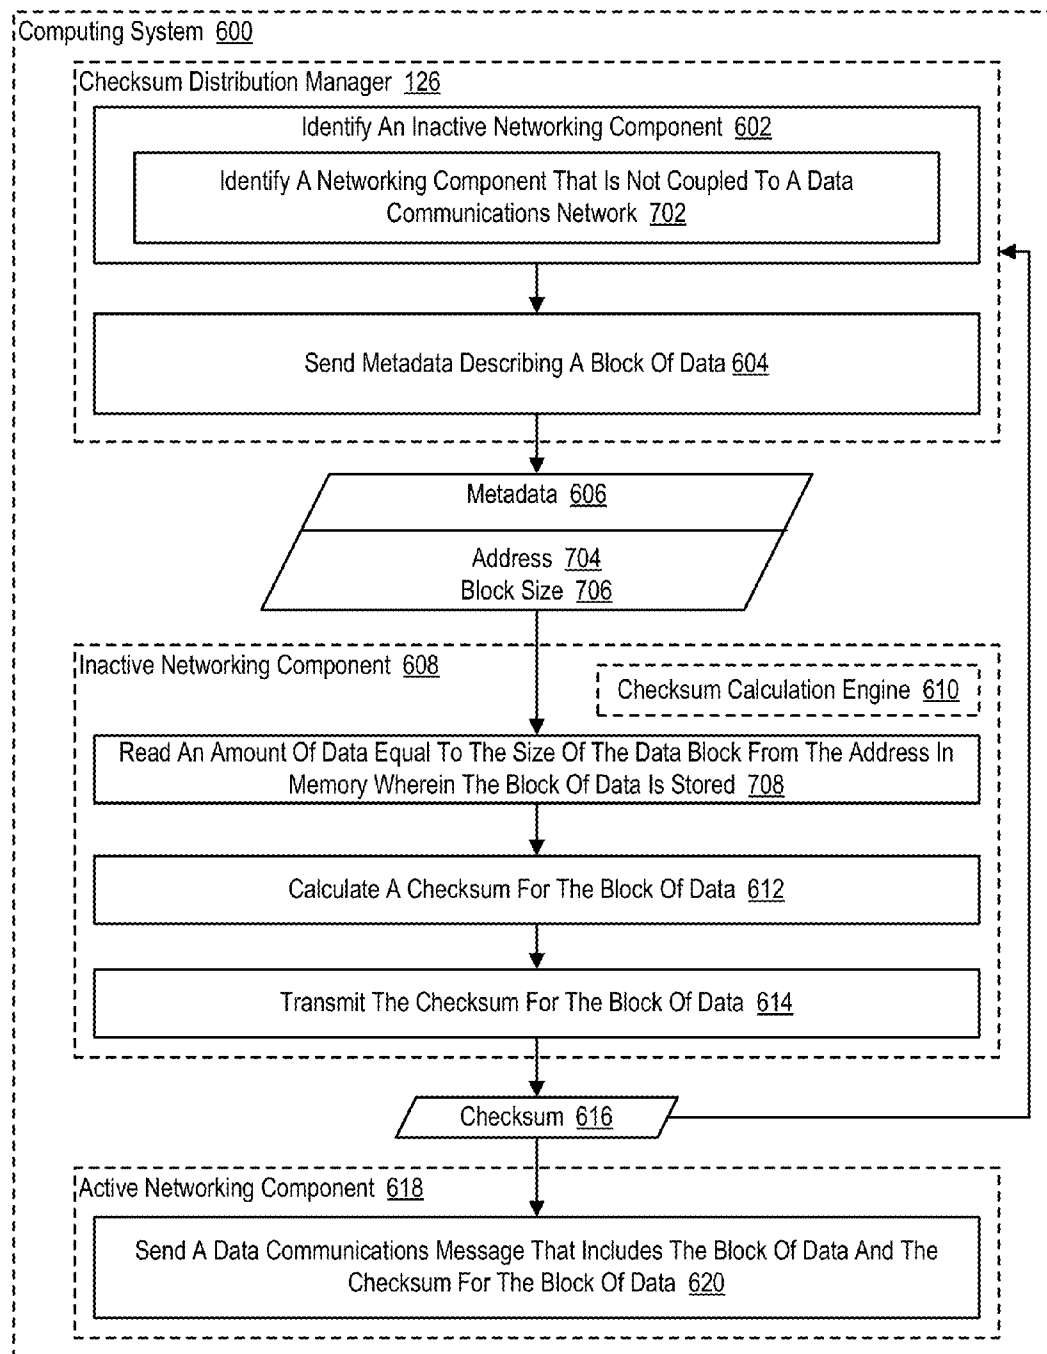 Computing System 600
Checksum Distribution Manager 126
Identify An Inactive Networking Component 602
Identify A Networking Component That Is Not Coupled To A Data
Communications Network 702
Send Metadata Describing A Block Of Data 604
Metadata 606
Address 704
Block Size 706
Inactive Networking Component 608
Checksum Calculation Engine 610
Read An Amount Of Data Equal To The Size Of The Data Block From The Address In
Memory Wherein The Block Of Data Is Stored 708
Calculate A Checksum For The Block Of Data 612
Transmit The Checksum For The Block Of Data 614
Checksum 616
Active Networking Component 618
Send A Data Communications Message That Includes The Block Of Data And The
Checksum For The Block Of Data 620